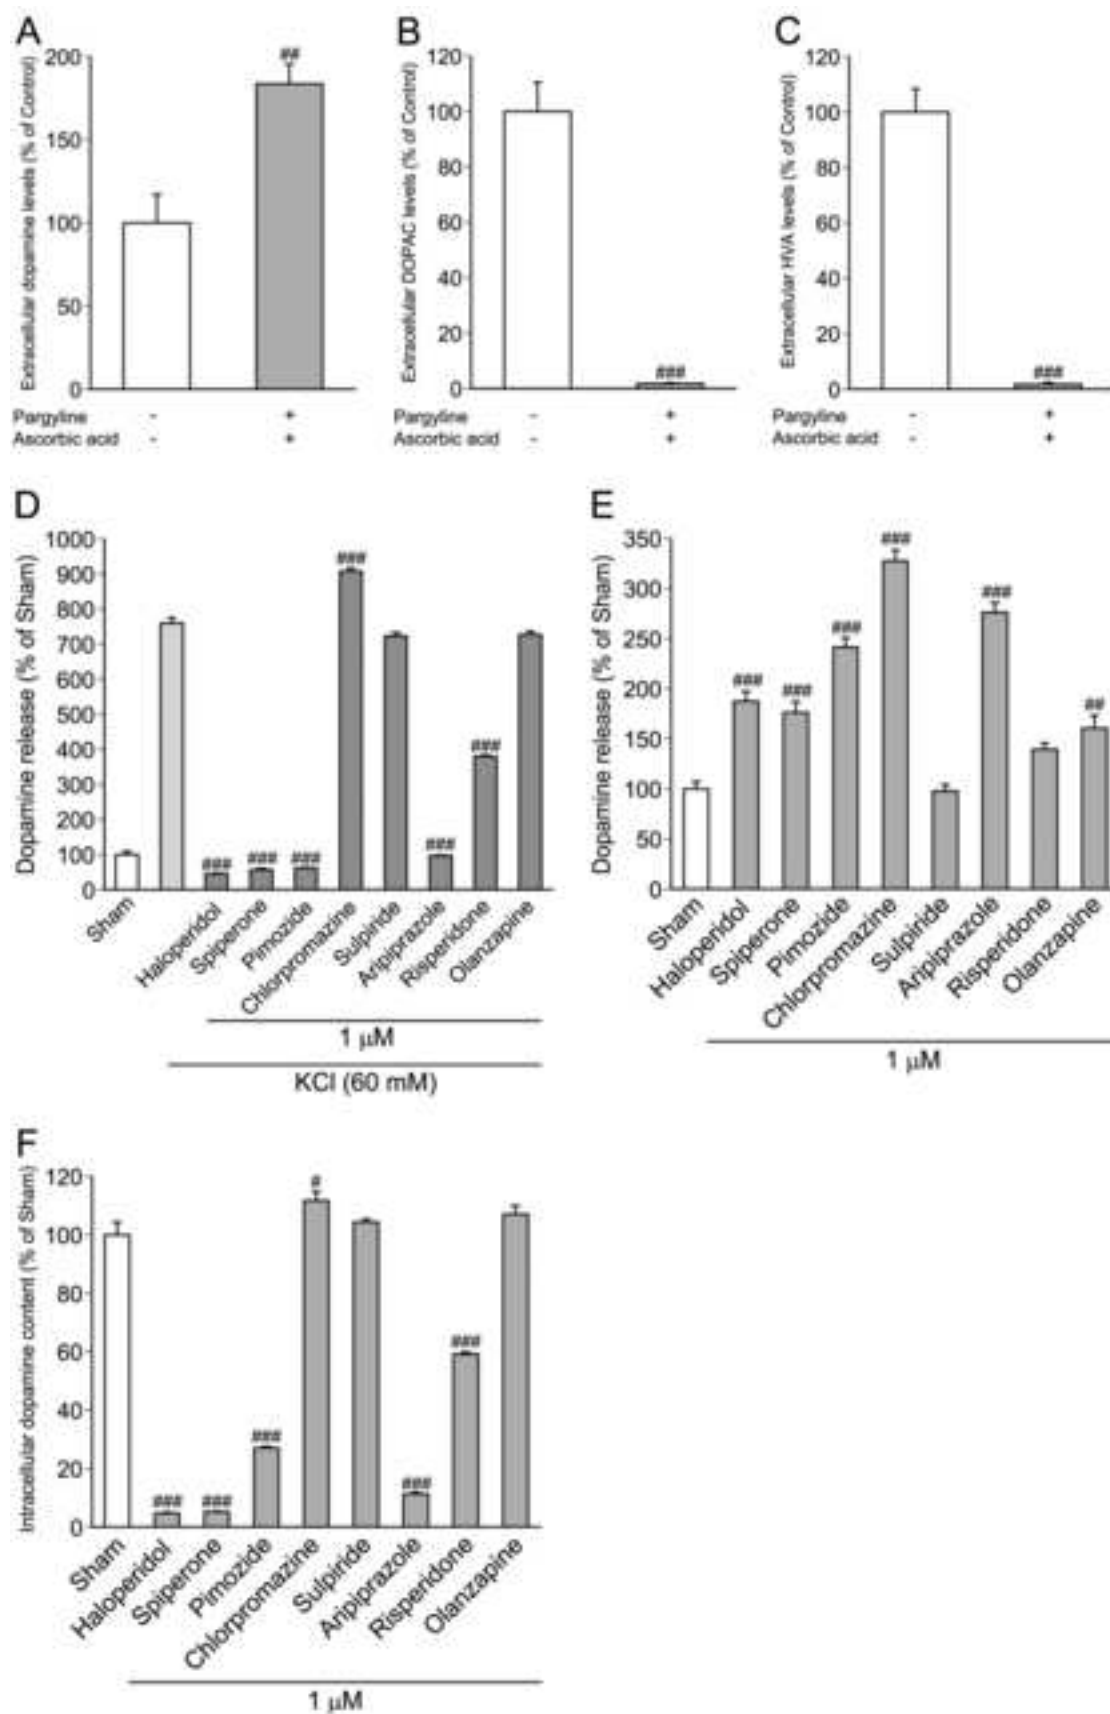 A
Extracellular dopamine levels (% of Control)
200
150
100
50
0
##
Pargyline - +
Ascorbic acid - +
B
Extracellular DOPAC levels (% of Control)
120
100
80
60
40
20
0
###
Pargyline - +
Ascorbic acid - +
C
Extracellular HVA levels (% of Control)
120
100
80
60
40
20
0
###
Pargyline - +
Ascorbic acid - +
D
Dopamine release (% of Sham)
1000
900
800
700
600
500
400
300
200
100
0
###
###
###
###
###
###
Sham
Haloperidol
Spiperone
Pimozide
Chlorpromazine
Sulpiride
Aripiprazole
Risperidone
Olanzapine
1 μM
KCl (60 mM)
E
Dopamine release (% of Sham)
350
300
250
200
150
100
50
0
###
###
###
###
###
##
Sham
Haloperidol
Spiperone
Pimozide
Chlorpromazine
Sulpiride
Aripiprazole
Risperidone
Olanzapine
1 μM
F
Intracellular dopamine content (% of Sham)
120
100
80
60
40
20
0
###
###
###
#
###
###
Sham
Haloperidol
Spiperone
Pimozide
Chlorpromazine
Sulpiride
Aripiprazole
Risperidone
Olanzapine
1 μM